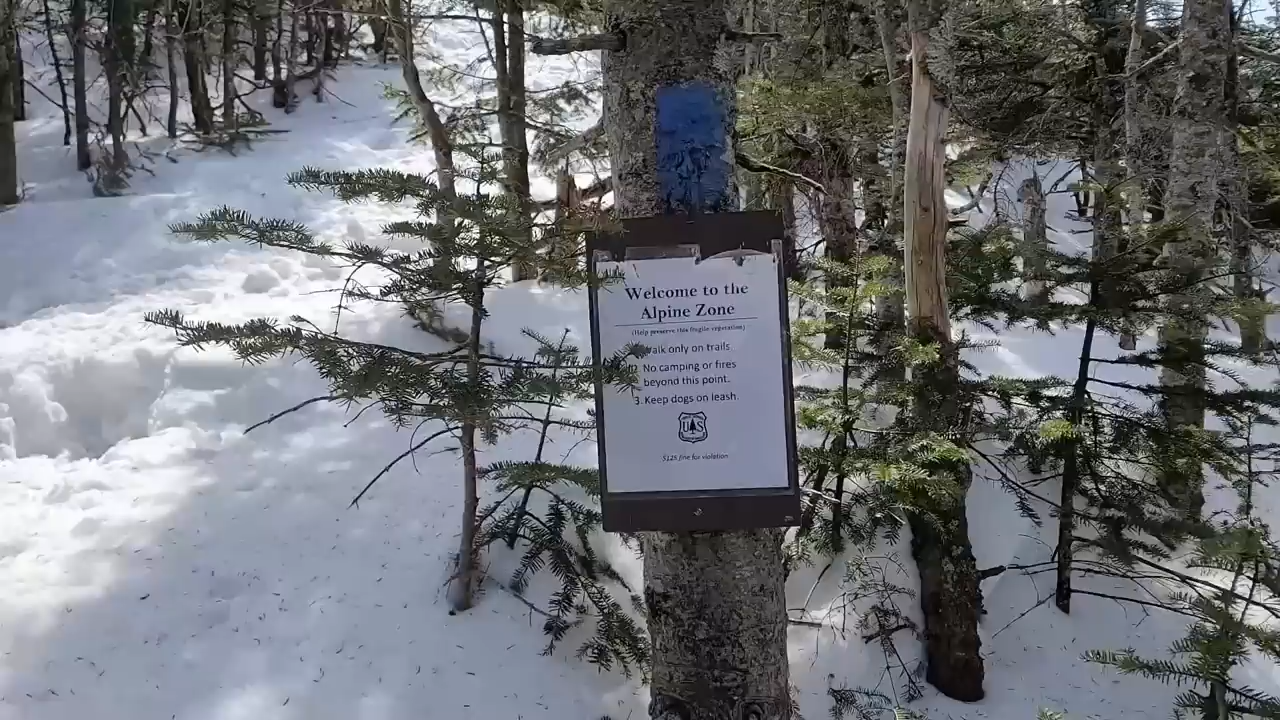 Welcome to the
Alpine Zone
(Help preserve this fragile vegetation)
Walk only on trails.
No camping or fires
beyond this point.
3. Keep dogs on leash.
U S
$125 fine for violation